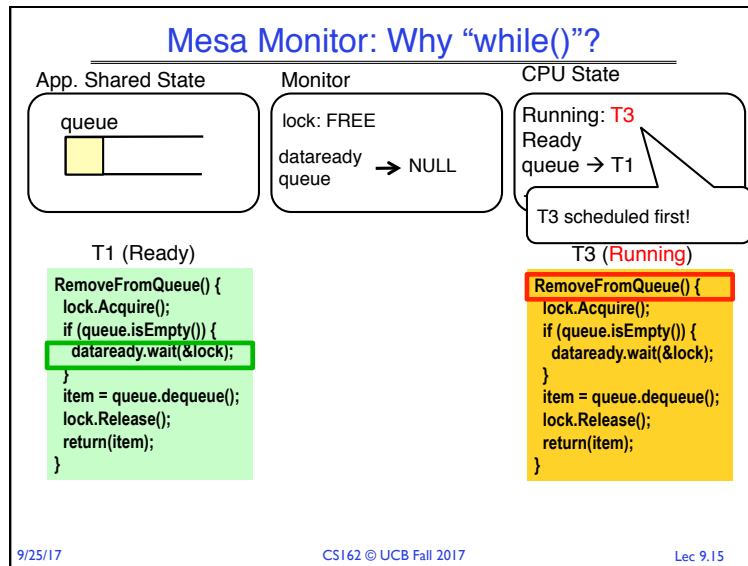 Mesa Monitor: Why “while()”?
App. Shared State
Monitor
CPU State
queue
lock: FREE
dataready
queue → NULL
Running: T3
Ready
queue → T1
T3 scheduled first!
T1 (Ready)
RemoveFromQueue() {
lock.Acquire();
if (queue.isEmpty()) {
dataready.wait(&lock);
}
item = queue.dequeue();
lock.Release();
return(item);
}
T3 (Running)
RemoveFromQueue() {
lock.Acquire();
if (queue.isEmpty()) {
dataready.wait(&lock);
}
item = queue.dequeue();
lock.Release();
return(item);
}
9/25/17
CS162 © UCB Fall 2017
Lec 9.15